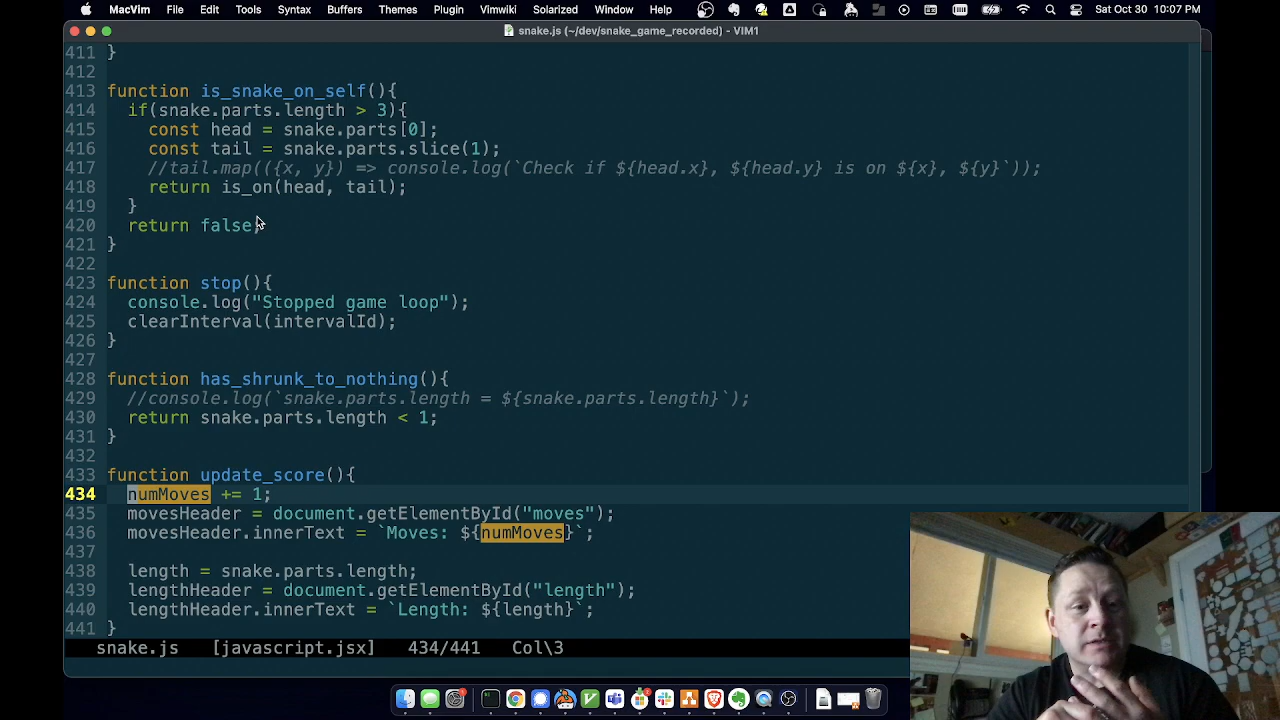 MacVim File Edit Tools Syntax Buffers Themes Plugin Vimwiki Solarized Window Help Sat Oct 30 10:07 PM
snake.js (~/dev/snake_game_recorded) - VIM1
411 }
412
413 function is_snake_on_self(){
414 if(snake.parts.length > 3){
415 const head = snake.parts[0];
416 const tail = snake.parts.slice(1);
417 //tail.map(({x, y}) => console.log(`Check if ${head.x}, ${head.y} is on ${x}, ${y}`));
418 return is_on(head, tail);
419 }
420 return false;
421 }
422
423 function stop(){
424 console.log("Stopped game loop");
425 clearInterval(intervalId);
426 }
427
428 function has_shrunk_to_nothing(){
429 //console.log(`snake.parts.length = ${snake.parts.length}`);
430 return snake.parts.length < 1;
431 }
432
433 function update_score(){
434 numMoves += 1;
435 movesHeader = document.getElementById("moves");
436 movesHeader.innerText = `Moves: ${numMoves}`;
437
438 length = snake.parts.length;
439 lengthHeader = document.getElementById("length");
440 lengthHeader.innerText = `Length: ${length}`;
441 }
snake.js [javascript.jsx] 434/441 Col\3